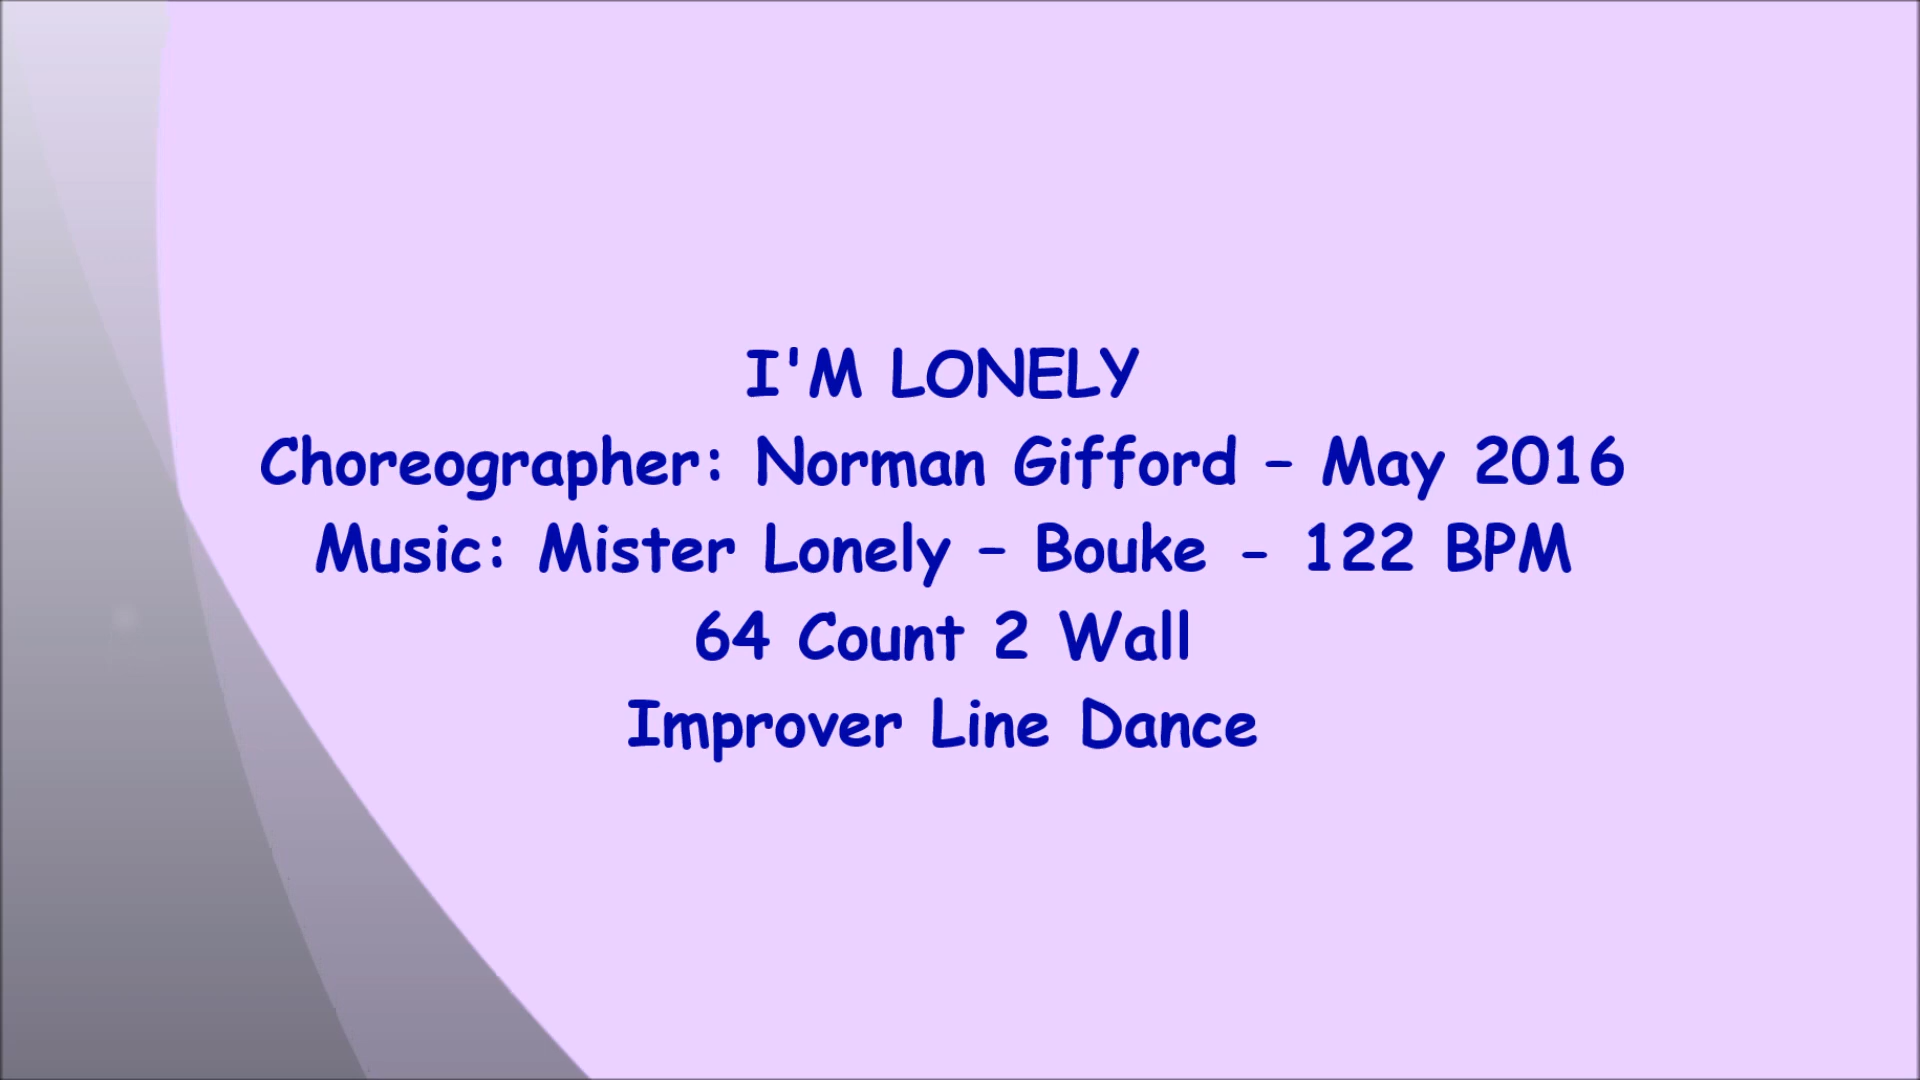 I'M LONELY
Choreographer: Norman Gifford – May 2016
Music: Mister Lonely – Bouke - 122 BPM
64 Count 2 Wall
Improver Line Dance